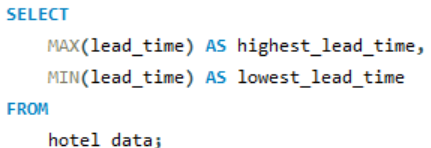 SELECT
MAX(lead_time) AS highest_lead_time,
MIN(lead_time) AS lowest_lead_time
FROM
hotel data;